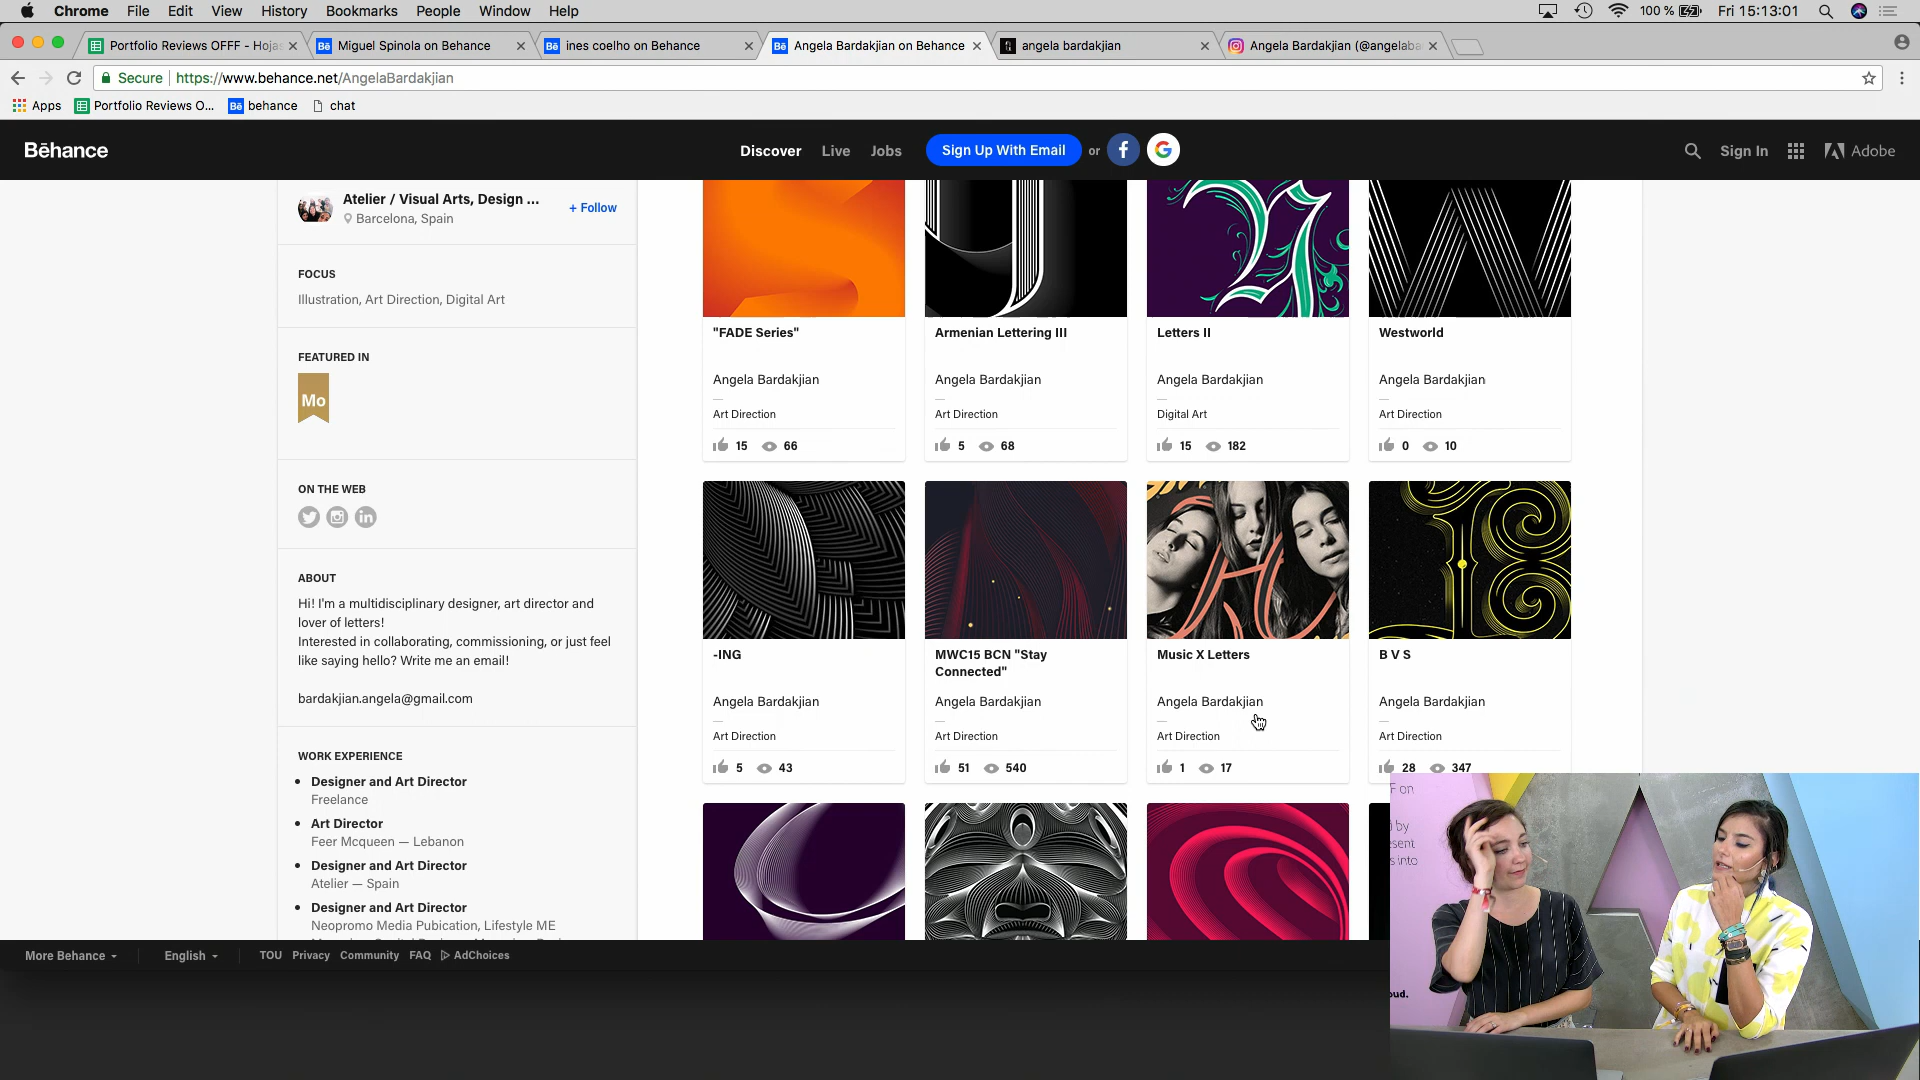 Chrome File Edit View History Bookmarks People Window Help
100 % Fri 15:13:01
Portfolio Reviews OFFF - Hojas
Miguel Spinola on Behance
ines coelho on Behance
Angela Bardakjian on Behance
angela bardakjian
Angela Bardakjian (@angelaba
Secure https://www.behance.net/AngelaBardakjian
Apps Portfolio Reviews O... behance chat
Bēhance
Discover Live Jobs Sign Up With Email or f G
Sign In Adobe
Atelier / Visual Arts, Design ...
Barcelona, Spain
+ Follow
FOCUS
Illustration, Art Direction, Digital Art
FEATURED IN
Mo
ON THE WEB
ABOUT
Hi! I'm a multidisciplinary designer, art director and
lover of letters!
Interested in collaborating, commissioning, or just feel
like saying hello? Write me an email!
bardakjian.angela@gmail.com
WORK EXPERIENCE
Designer and Art Director
Freelance
Art Director
Feer Mcqueen — Lebanon
Designer and Art Director
Atelier — Spain
Designer and Art Director
Neopromo Media Pubication, Lifestyle ME
"FADE Series"
Angela Bardakjian
Art Direction
15 66
Armenian Lettering III
Angela Bardakjian
Art Direction
5 68
Letters II
Angela Bardakjian
Digital Art
15 182
Westworld
Angela Bardakjian
Art Direction
0 10
-ING
Angela Bardakjian
Art Direction
5 43
MWC15 BCN "Stay
Connected"
Angela Bardakjian
Art Direction
51 540
Music X Letters
Angela Bardakjian
Art Direction
1 17
B V S
Angela Bardakjian
Art Direction
28 347
More Behance English TOU Privacy Community FAQ AdChoices
F on
by
esent
s into
oud.